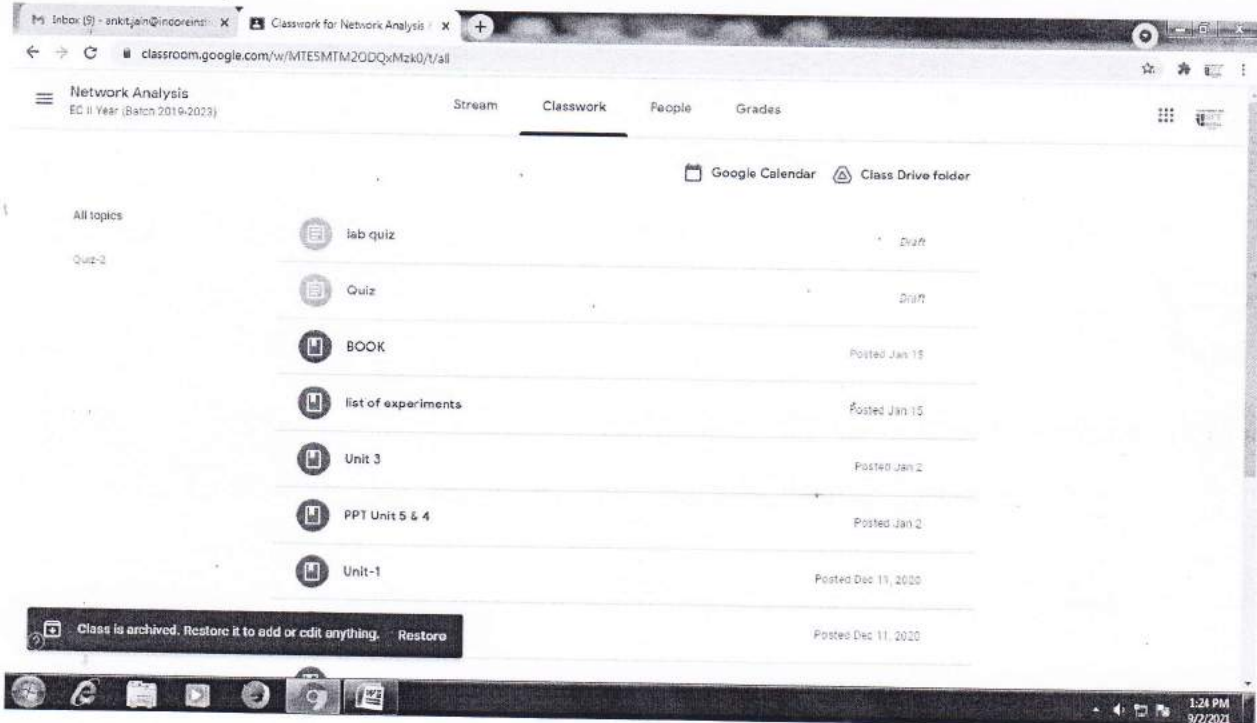 Inbox (9) - ankit.jain@indoreinsti
Classwork for Network Analysis
classroom.google.com/w/MTE5MTM2ODQxMzk0/t/all
Network Analysis
EC II Year (Batch 2019-2023)
Stream Classwork People Grades
Google Calendar Class Drive folder
All topics
Quiz-2
lab quiz Draft
Quiz Draft
BOOK Posted Jan 15
list of experiments Posted Jan 15
Unit 3 Posted Jan 2
PPT Unit 5 & 4 Posted Jan 2
Unit-1 Posted Dec 11, 2020
Posted Dec 11, 2020
Class is archived. Restore it to add or edit anything. Restore
1:24 PM
9/2/2021